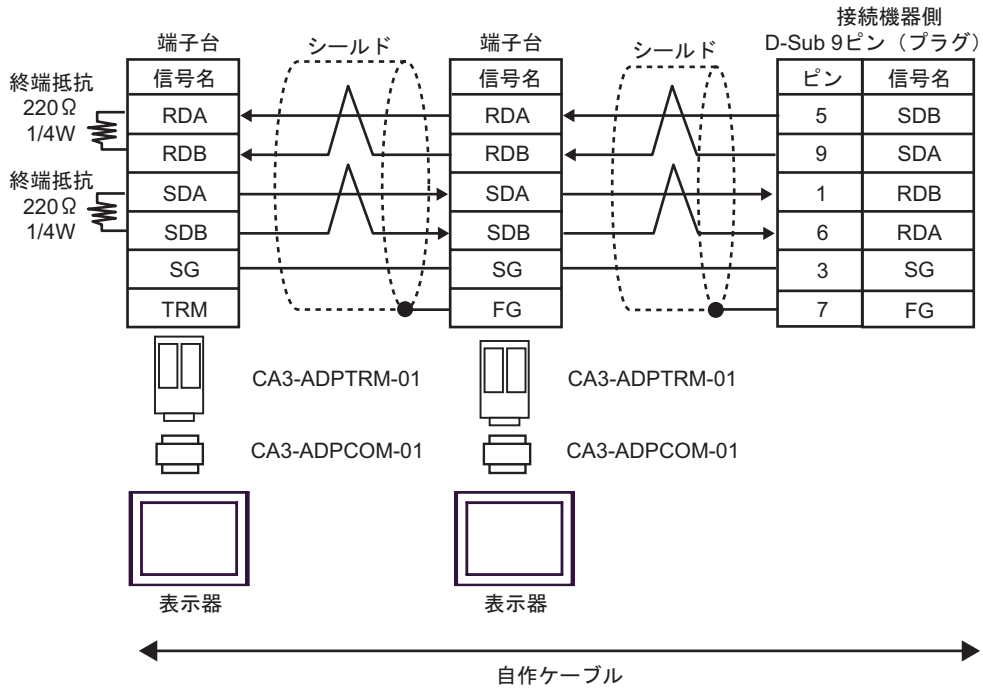 接続機器側
端子台
シールド
端子台
シールド
D-Sub 9ピン（プラグ）
終端抵抗
220Ω
1/4W
終端抵抗
220Ω
1/4W
信号名
RDA
RDB
SDA
SDB
SG
TRM
信号名
RDA
RDB
SDA
SDB
SG
FG
ピン 信号名
5 SDB
9 SDA
1 RDB
6 RDA
3 SG
7 FG
CA3-ADPTRM-01
CA3-ADPTRM-01
CA3-ADPCOM-01
CA3-ADPCOM-01
表示器
表示器
自作ケーブル